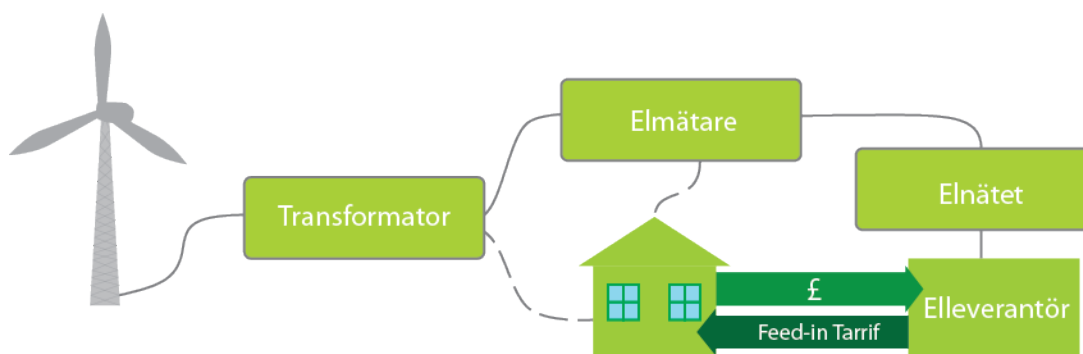 Elmätare
Elnätet
Transformator
£
Elleverantör
Feed-in Tarrif